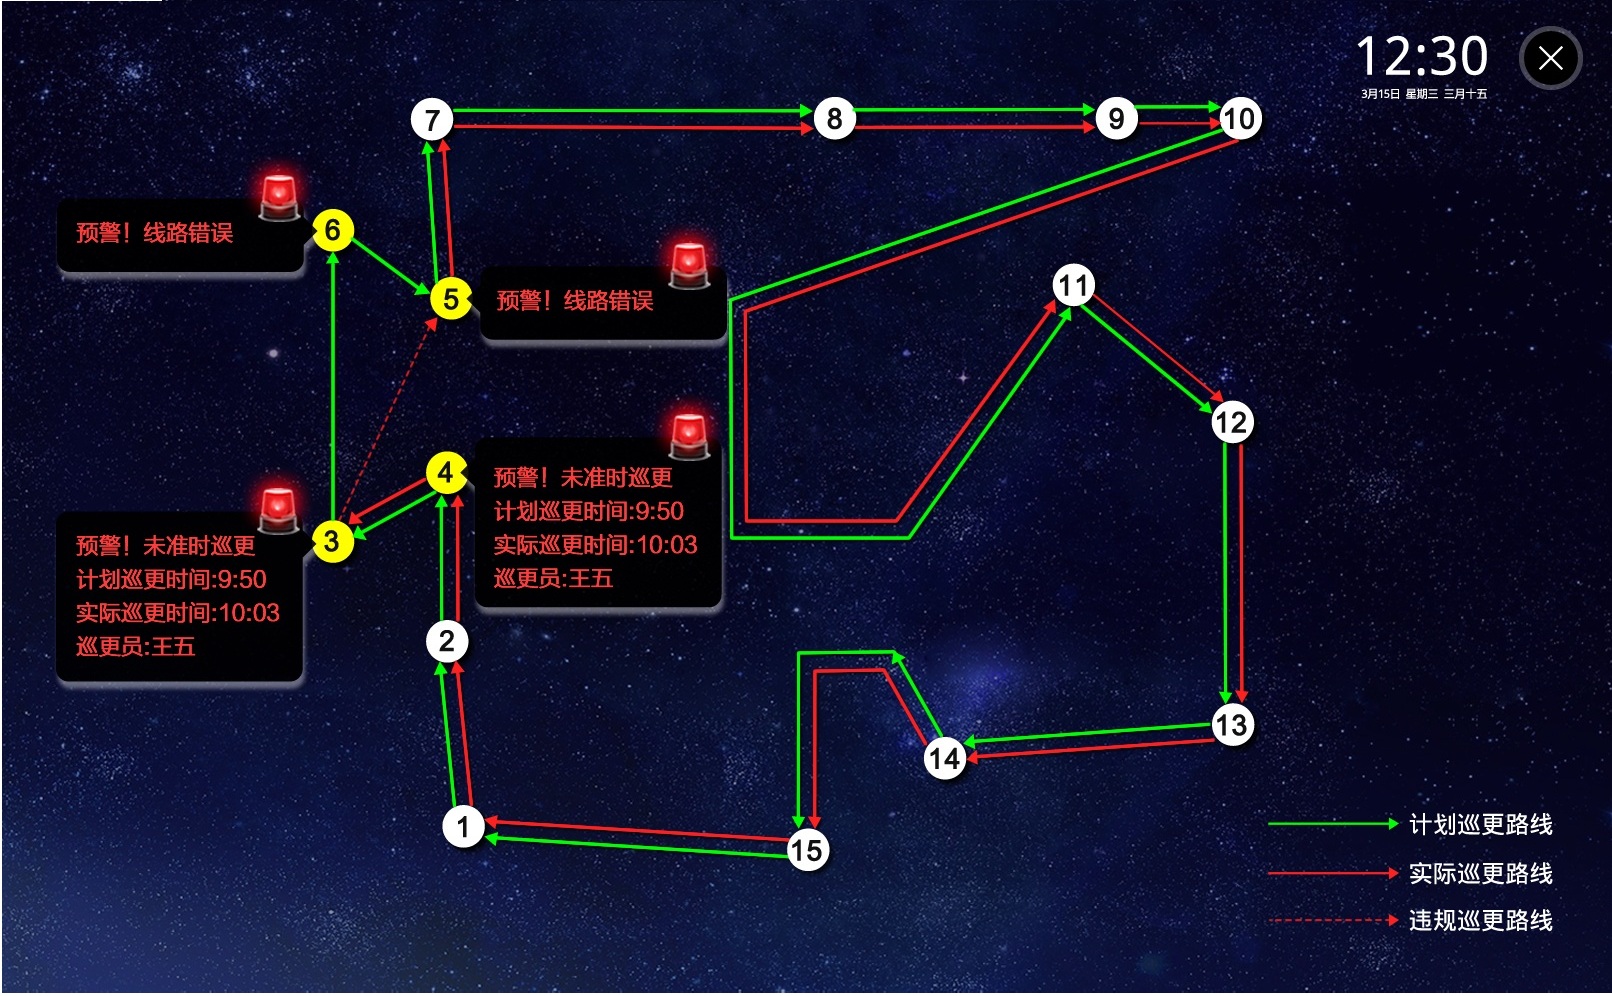 12:30
3月15日 星期三 三月十五
7
8
9
10
预警！线路错误
6
5
预警！线路错误
11
12
4
预警！未准时巡更
计划巡更时间:9:50
实际巡更时间:10:03
巡更员:王五
3
预警！未准时巡更
计划巡更时间:9:50
实际巡更时间:10:03
巡更员:王五
2
13
14
1
15
计划巡更路线
实际巡更路线
违规巡更路线